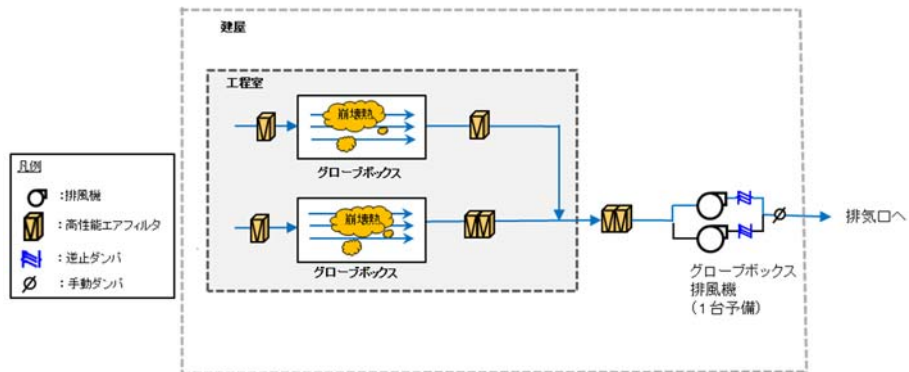 建屋
工程室
崩壊熱
グローブボックス
崩壊熱
グローブボックス
凡例
：排風機
：高性能エアフィルタ
：逆止ダンパ
：手動ダンパ
排気口へ
グローブボックス
排風機
（1台予備）